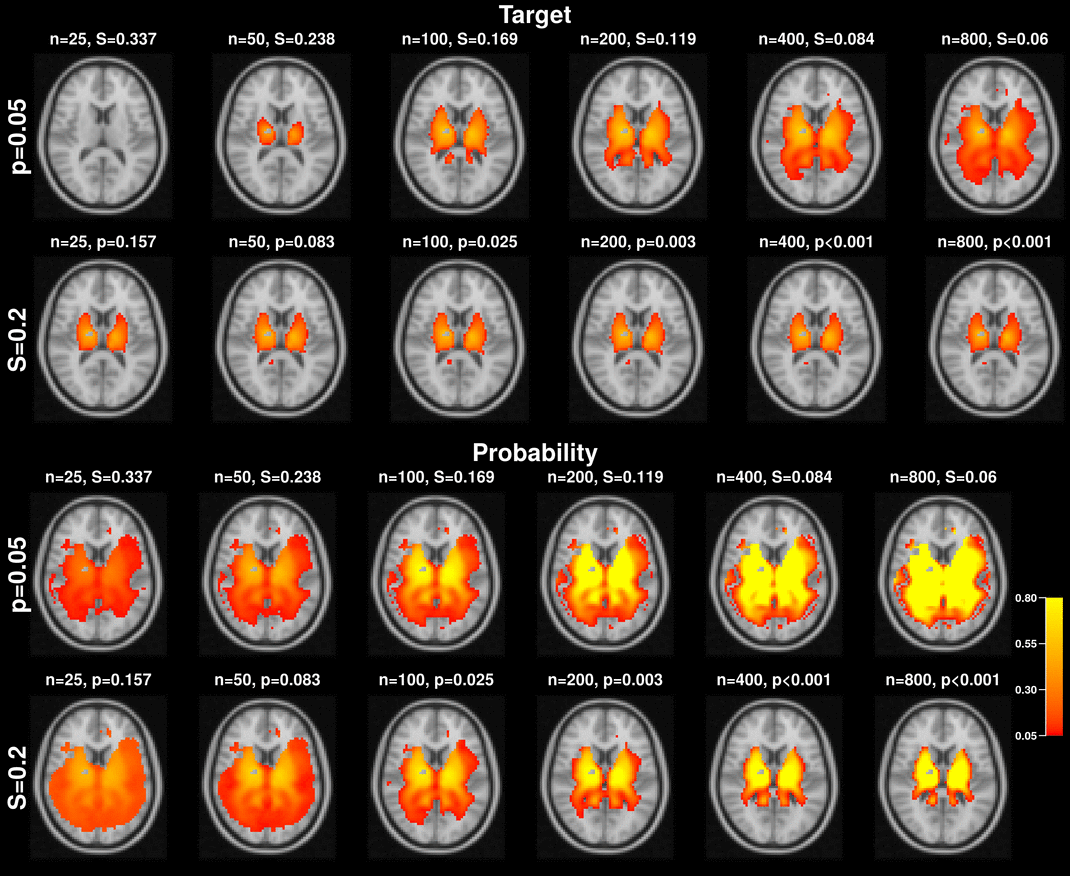 Target
n=25, S=0.337 n=50, S=0.238 n=100, S=0.169 n=200, S=0.119 n=400, S=0.084 n=800, S=0.06
p=0.05
n=25, p=0.157 n=50, p=0.083 n=100, p=0.025 n=200, p=0.003 n=400, p<0.001 n=800, p<0.001
S=0.2
Probability
n=25, S=0.337 n=50, S=0.238 n=100, S=0.169 n=200, S=0.119 n=400, S=0.084 n=800, S=0.06
p=0.05
0.80
0.55
0.30
0.05
n=25, p=0.157 n=50, p=0.083 n=100, p=0.025 n=200, p=0.003 n=400, p<0.001 n=800, p<0.001
S=0.2